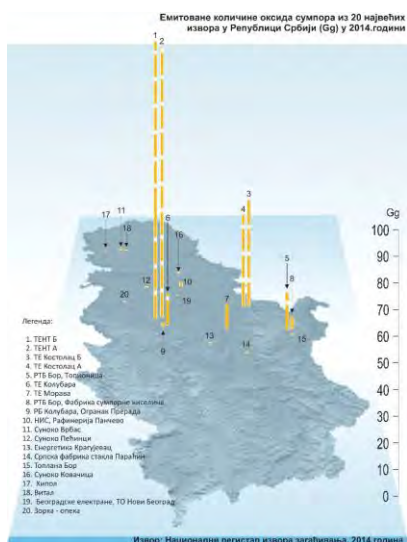 Емитоване количине оксида сумпора из 20 највећих
извора у Републици Србији (Gg) у 2014.години
1
2
3
4
6
17
11
18
16
Gg
5
8
12
10
19
20
7
9
13
14
15
100
90
80
70
60
50
40
30
20
10
0
Легенда:
1. ТЕНТ Б
2. ТЕНТ А
3. ТЕ Костолац Б
4. ТЕ Костолац А
5. РТБ Бор, Топионица
6. ТЕ Колубара
7. ТЕ Морава
8. РТБ Бор, Фабрика сумпорне киселине
9. РБ Колубара, Огранак Прерада
10. НИС, Рафинерија Панчево
11. Суноко Врбас
12. Суноко Пећинци
13. Енергетика Крагујевац
14. Српска фабрика стакла Параћин
15. Топлана Бор
16. Суноко Ковачица
17. Хипол
18. Витал
19. Београдске електране, ТО Нови Београд
20. Зорка - опека
Извор: Национални регистар извора загађивања, 2014.година